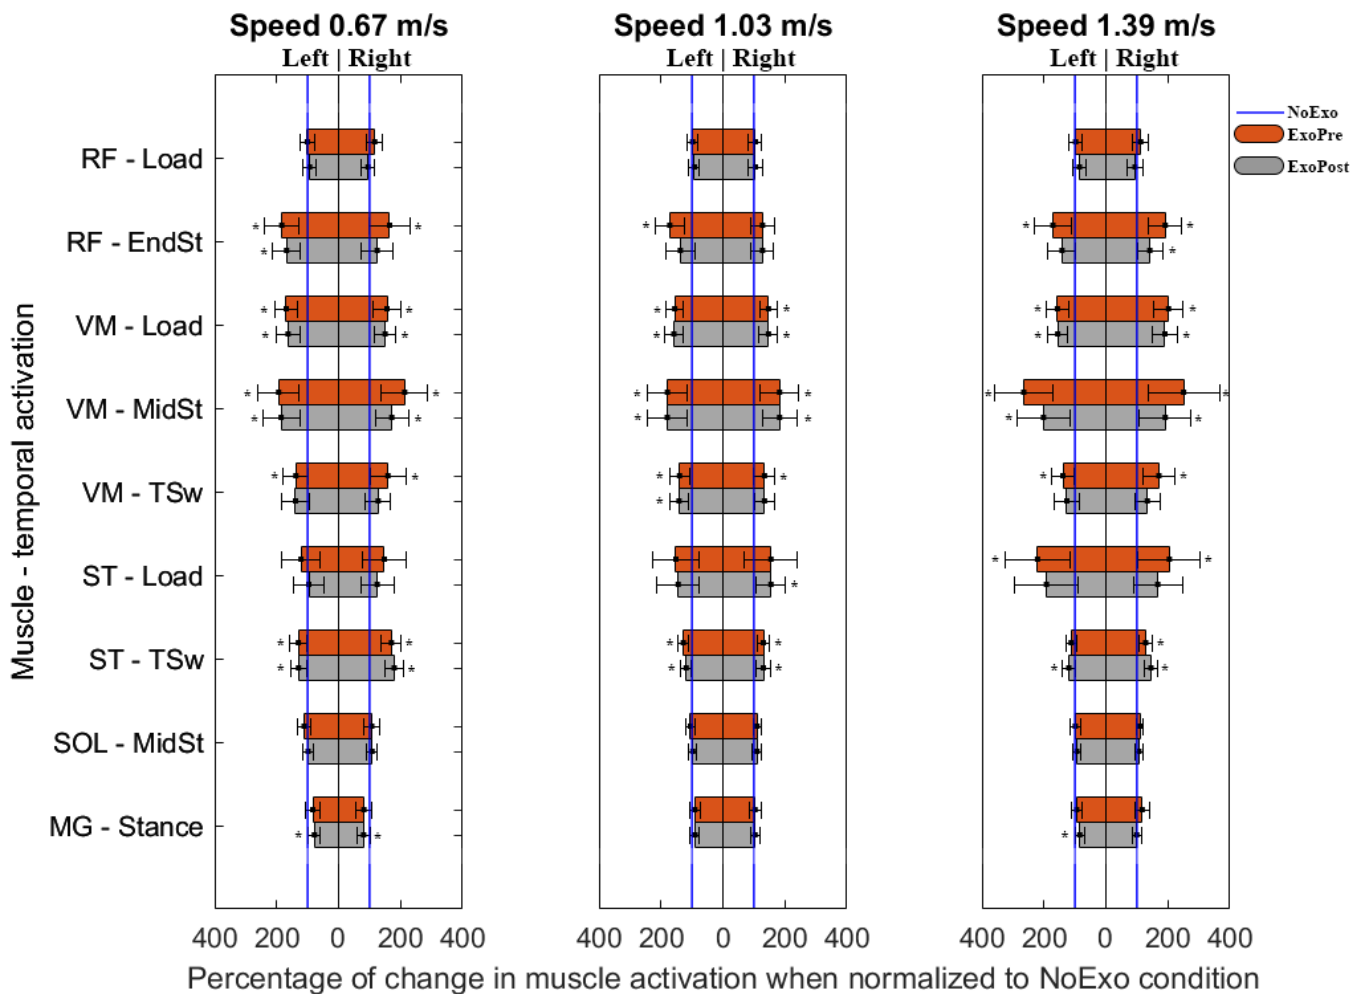 Speed 0.67 m/s
Left | Right
Speed 1.03 m/s
Left | Right
Speed 1.39 m/s
Left | Right
NoExo
ExoPre
ExoPost
Muscle - temporal activation
RF - Load
RF - EndSt
VM - Load
VM - MidSt
VM - TSw
ST - Load
ST - TSw
SOL - MidSt
MG - Stance
400 200 0 200 400
400 200 0 200 400
400 200 0 200 400
Percentage of change in muscle activation when normalized to NoExo condition